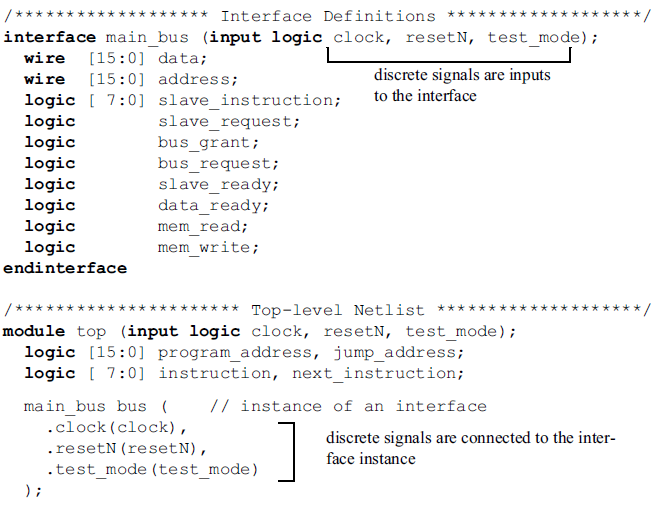 /******************* Interface Definitions *******************/
interface main_bus (input logic clock, resetN, test_mode);
wire [15:0] data;
discrete signals are inputs
to the interface
wire [15:0] address;
logic [ 7:0] slave_instruction;
logic slave_request;
logic bus_grant;
logic bus_request;
logic slave_ready;
logic data_ready;
logic mem_read;
logic mem_write;
endinterface
/********************** Top-level Netlist ********************/
module top (input logic clock, resetN, test_mode);
logic [15:0] program_address, jump_address;
logic [ 7:0] instruction, next_instruction;
main_bus bus ( // instance of an interface
.clock(clock),
.resetN(resetN),
.test_mode(test_mode)
);
discrete signals are connected to the inter-
face instance